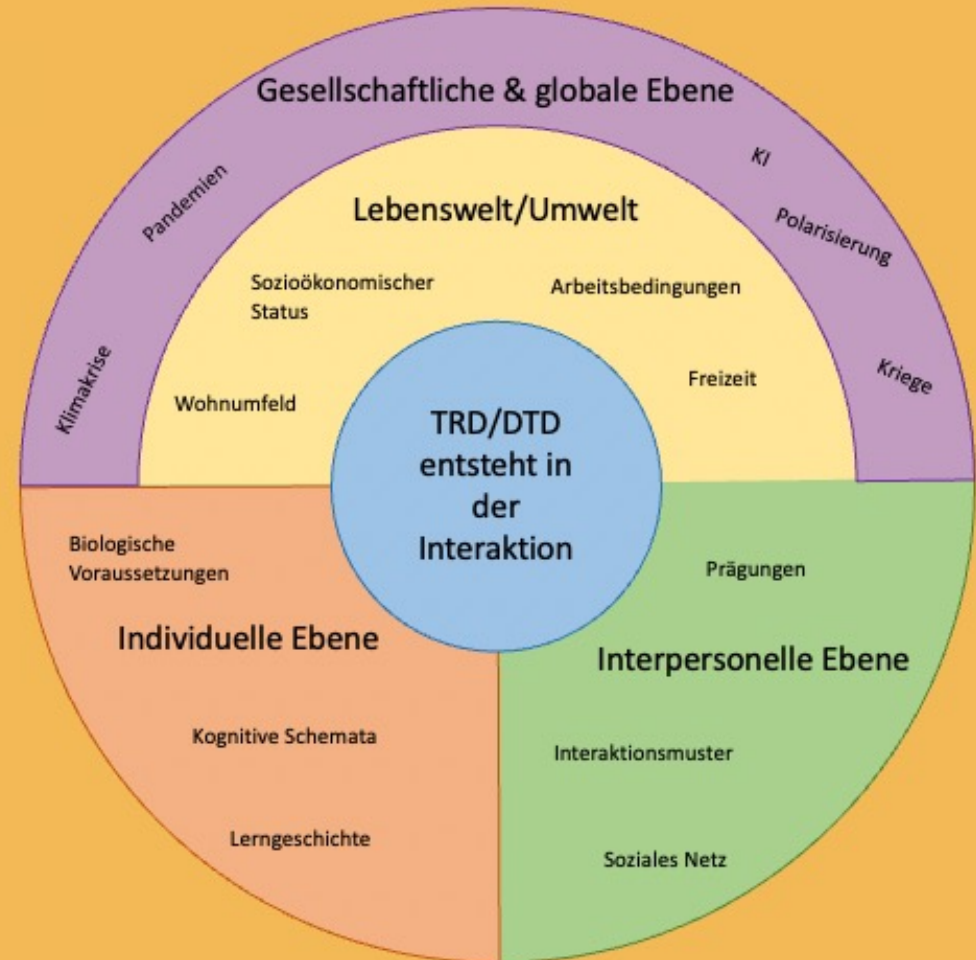 Gesellschaftliche & globale Ebene
KI
Pandemien
Polarisierung
Klimakrise
Kriege
Lebenswelt/Umwelt
Sozioökonomischer
Status
Arbeitsbedingungen
Wohnumfeld
Freizeit
TRD/DTD
entsteht in
der
Interaktion
Biologische
Voraussetzungen
Individuelle Ebene
Kognitive Schemata
Lerngeschichte
Prägungen
Interpersonelle Ebene
Interaktionsmuster
Soziales Netz